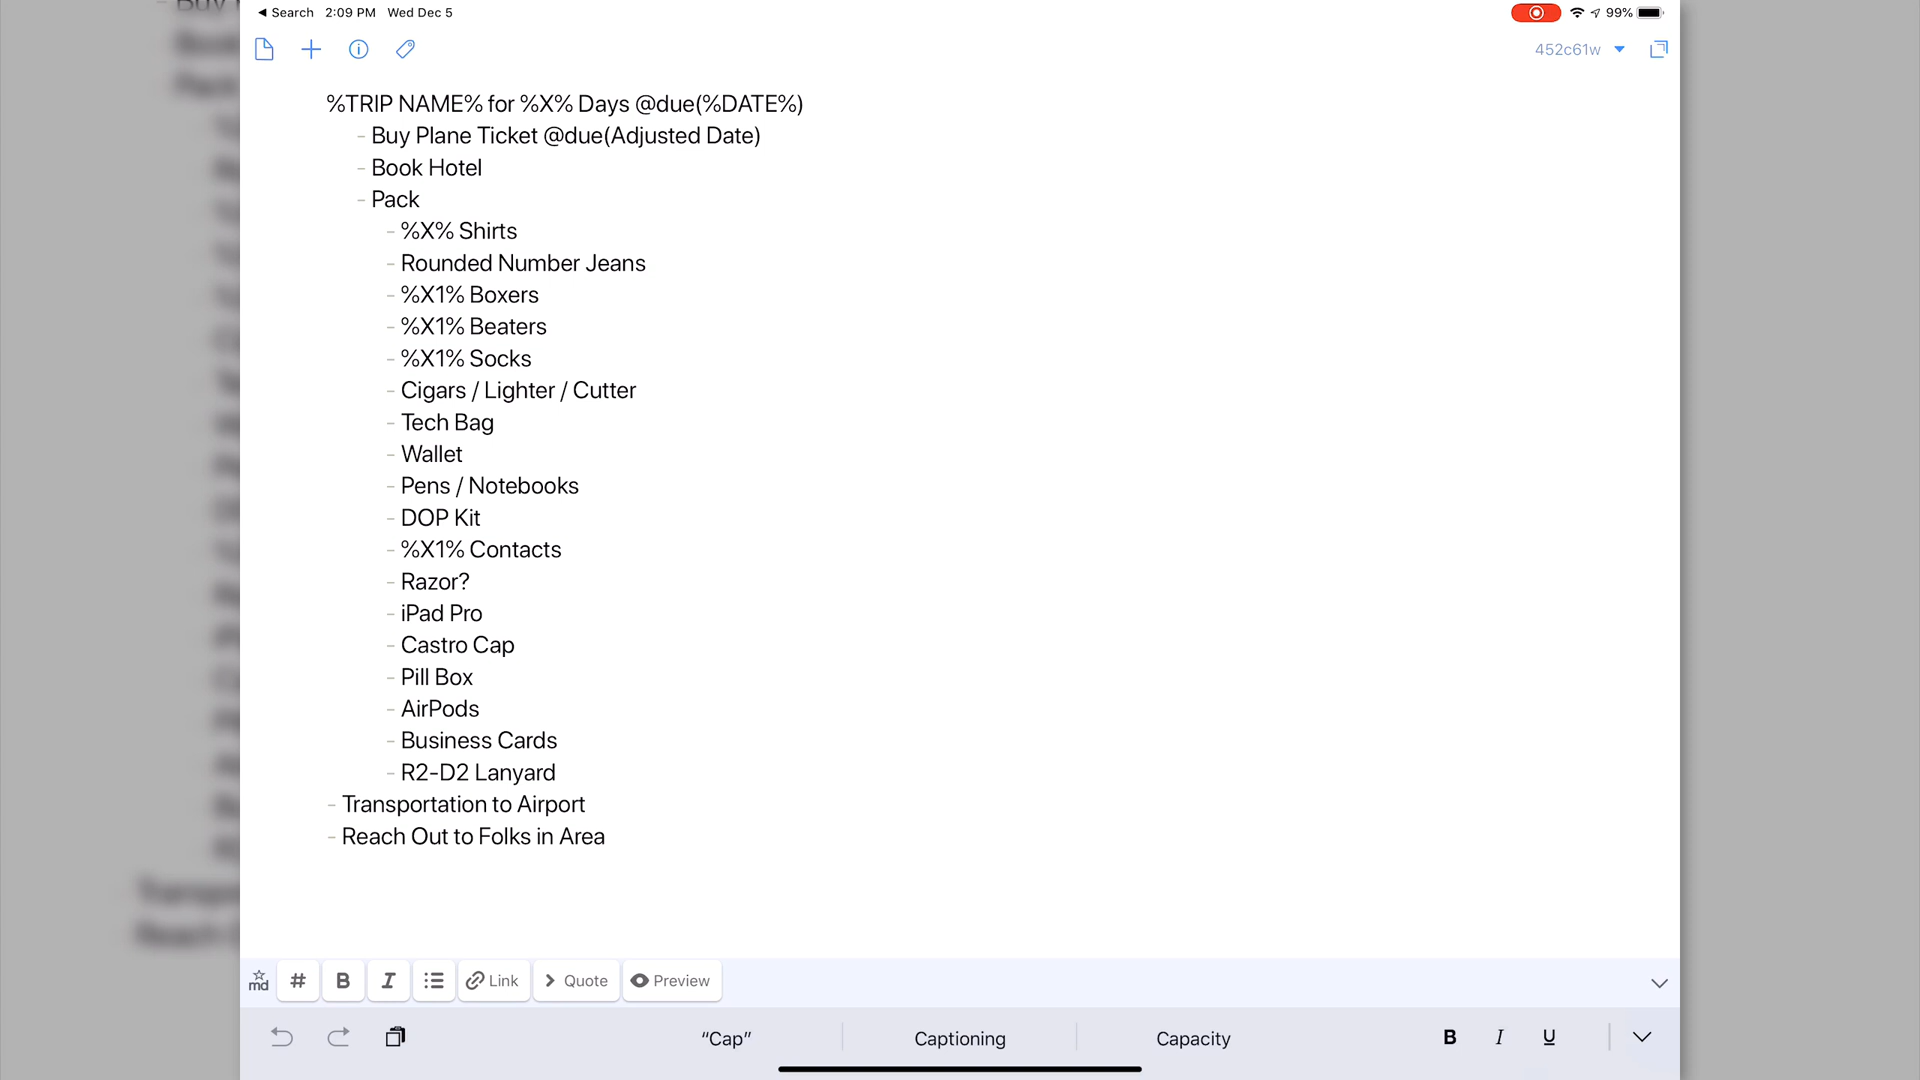 ◀ Search 2:09 PM Wed Dec 5 99%
452c61w
%TRIP NAME% for %X% Days @due(%DATE%)
- Buy Plane Ticket @due(Adjusted Date)
- Book Hotel
- Pack
- %X% Shirts
- Rounded Number Jeans
- %X1% Boxers
- %X1% Beaters
- %X1% Socks
- Cigars / Lighter / Cutter
- Tech Bag
- Wallet
- Pens / Notebooks
- DOP Kit
- %X1% Contacts
- Razor?
- iPad Pro
- Castro Cap
- Pill Box
- AirPods
- Business Cards
- R2-D2 Lanyard
- Transportation to Airport
- Reach Out to Folks in Area
md # B I Link Quote Preview
“Cap” Captioning Capacity B I U